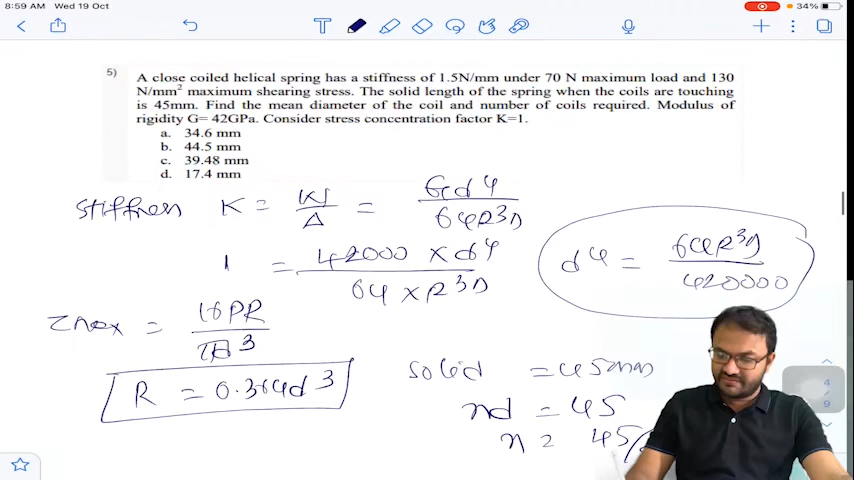 8:59 AM Wed 19 Oct
34%
5) A close coiled helical spring has a stiffness of 1.5N/mm under 70 N maximum load and 130
N/mm² maximum shearing stress. The solid length of the spring when the coils are touching
is 45mm. Find the mean diameter of the coil and number of coils required. Modulus of
rigidity G= 42GPa. Consider stress concentration factor K=1.
a. 34.6 mm
b. 44.5 mm
c. 39.48 mm
d. 17.4 mm
stiffness K = W/Δ = Gd⁴/64R³n
1 = 42000 × d⁴/64 × R³n
d⁴ = 64R³n/420000
τmax = 16PR/πd³
R = 0.364d³
solid = 45mm
nd = 45
n = 45/
4
9